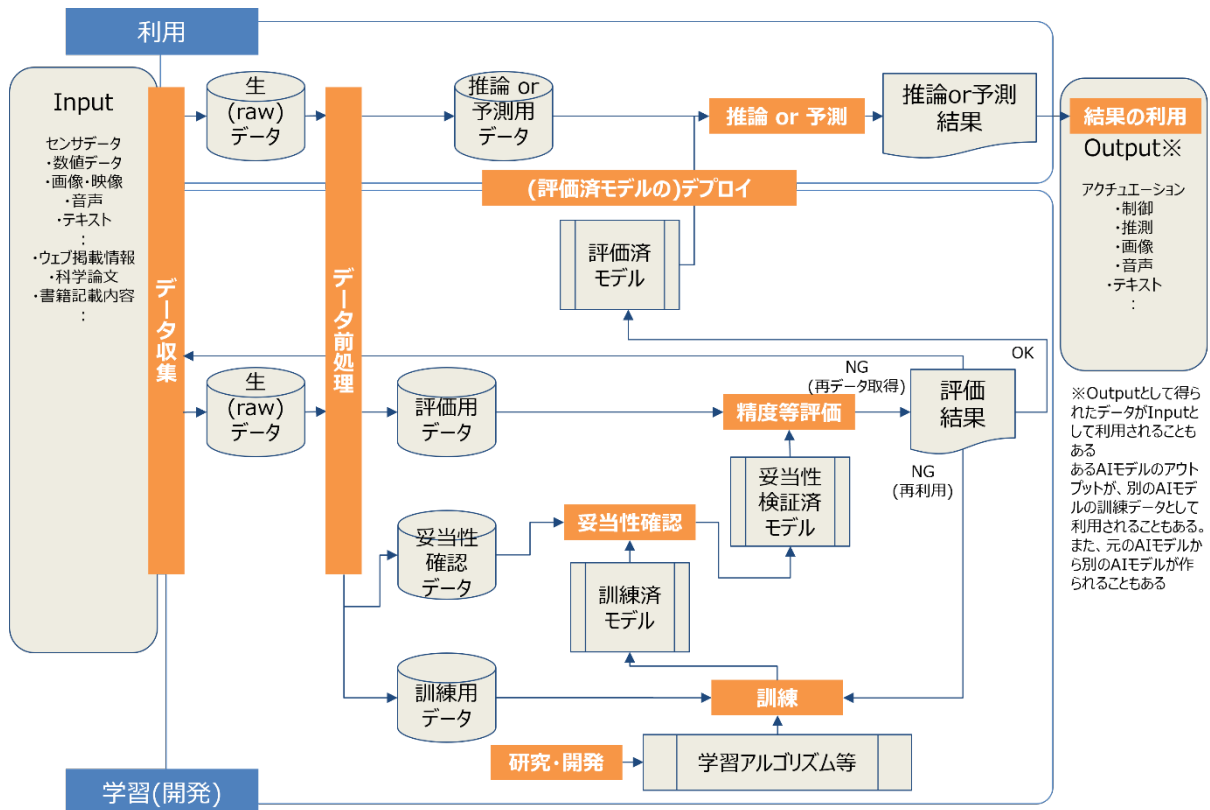 利用
Input
センサデータ
・数値データ
・画像・映像
・音声
・テキスト
:
・ウェブ掲載情報
・科学論文
・書籍記載内容
:
データ収集
生
(raw)
データ
データ前処理
推論 or
予測用
データ
推論 or 予測
推論or予測
結果
結果の利用
Output※
アクチュエーション
・制御
・推測
・画像
・音声
・テキスト
:
(評価済モデルの)デプロイ
評価済
モデル
OK
生
(raw)
データ
評価用
データ
精度等評価
NG
(再データ取得)
評価
結果
NG
(再利用)
妥当性
検証済
モデル
妥当性確認
妥当性
確認
データ
訓練済
モデル
訓練用
データ
訓練
研究・開発
学習アルゴリズム等
学習(開発)
※Outputとして得ら
れたデータがInputと
して利用されることも
ある
あるAIモデルのアウト
プットが、別のAIモデ
ルの訓練データとして
利用されることもある。
また、元のAIモデルか
ら別のAIモデルが作
られることもある